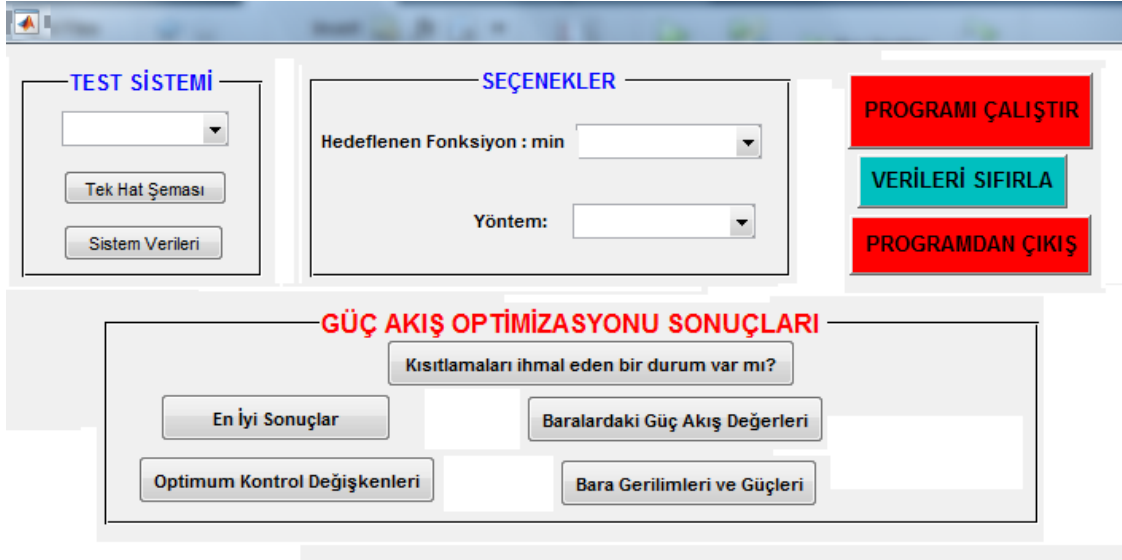 TEST SİSTEMİ
Tek Hat Şeması
Sistem Verileri
SEÇENEKLER
Hedeflenen Fonksiyon : min
Yöntem:
PROGRAMI ÇALIŞTIR
VERİLERİ SIFIRLA
PROGRAMDAN ÇIKIŞ
GÜÇ AKIŞ OPTİMİZASYONU SONUÇLARI
Kısıtlamaları ihmal eden bir durum var mı?
En İyi Sonuçlar
Baralardaki Güç Akış Değerleri
Optimum Kontrol Değişkenleri
Bara Gerilimleri ve Güçleri